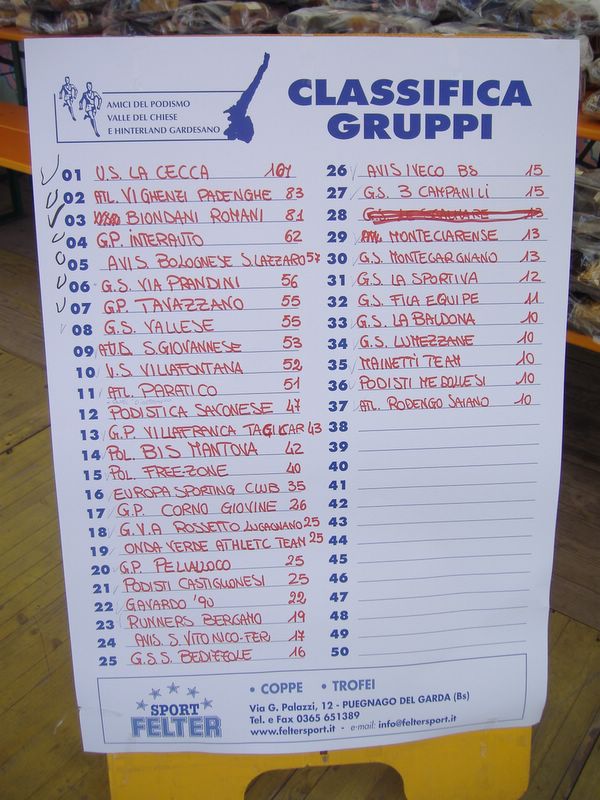 AMICI DEL PODISMO
VALLE DEL CHIESE
E HINTERLAND GARDESANO
CLASSIFICA
GRUPPI
01 U.S. LA CECCA 101
02 ATL. VIGHENZI PADENGHE 83
03 BIONDANI ROMANI 81
04 G.P. INTERAUTO 62
05 AVIS. BOLOGNESE S.LAZZARO 57
06 G.S. VIA PRANDINI 56
07 G.P. TAVAZZANO 55
08 G.S. VALLESE 55
09 S.GIOVANNESE 53
10 U.S. VILLAFONTANA 52
11 ATL. PARATICO 51
12 PODISTICA SAVONESE 47
13 G.P. VILLAFRANCA TAGLICAR 43
14 POL. BIS MANTOVA 42
15 POL. FREE-ZONE 40
16 EUROPA SPORTING CLUB 35
17 G.P. CORNO GIOVINE 26
18 G.V.A ROSSETTO LUGAGNANO 25
19 ONDA VERDE ATHLETC TEAM 25
20 G.P. PELLALOCO 25
21 PODISTI CASTIGLIONESI 25
22 GAVARDO '90 22
23 RUNNERS BERGAMO 19
24 AVIS. S. VITO NICO-FER 17
25 G.S.S. BEDIZZOLE 16
26 AVIS IVECO BS 15
27 G.S. 3 CAMPANILI 15
28 13
29 ATL MONTECLARENSE 13
30 G.S. MONTEGARGNANO 13
31 G.S. LA SPORTIVA 12
32 G.S. FILA EQUIPE 11
33 G.S. LA BALDONA 10
34 G.S. LUMEZZANE 10
35 MAINETTI TEAM 10
36 PODISTI MEDOLLESI 10
37 ATL. RODENGO SAIANO 10
38
39
40
41
42
43
44
45
46
47
48
49
50
SPORT
FELTER
• COPPE • TROFEI
Via G. Palazzi, 12 - PUEGNAGO DEL GARDA (Bs)
Tel. e Fax 0365 651389
www.feltersport.it - e-mail: info@feltersport.it